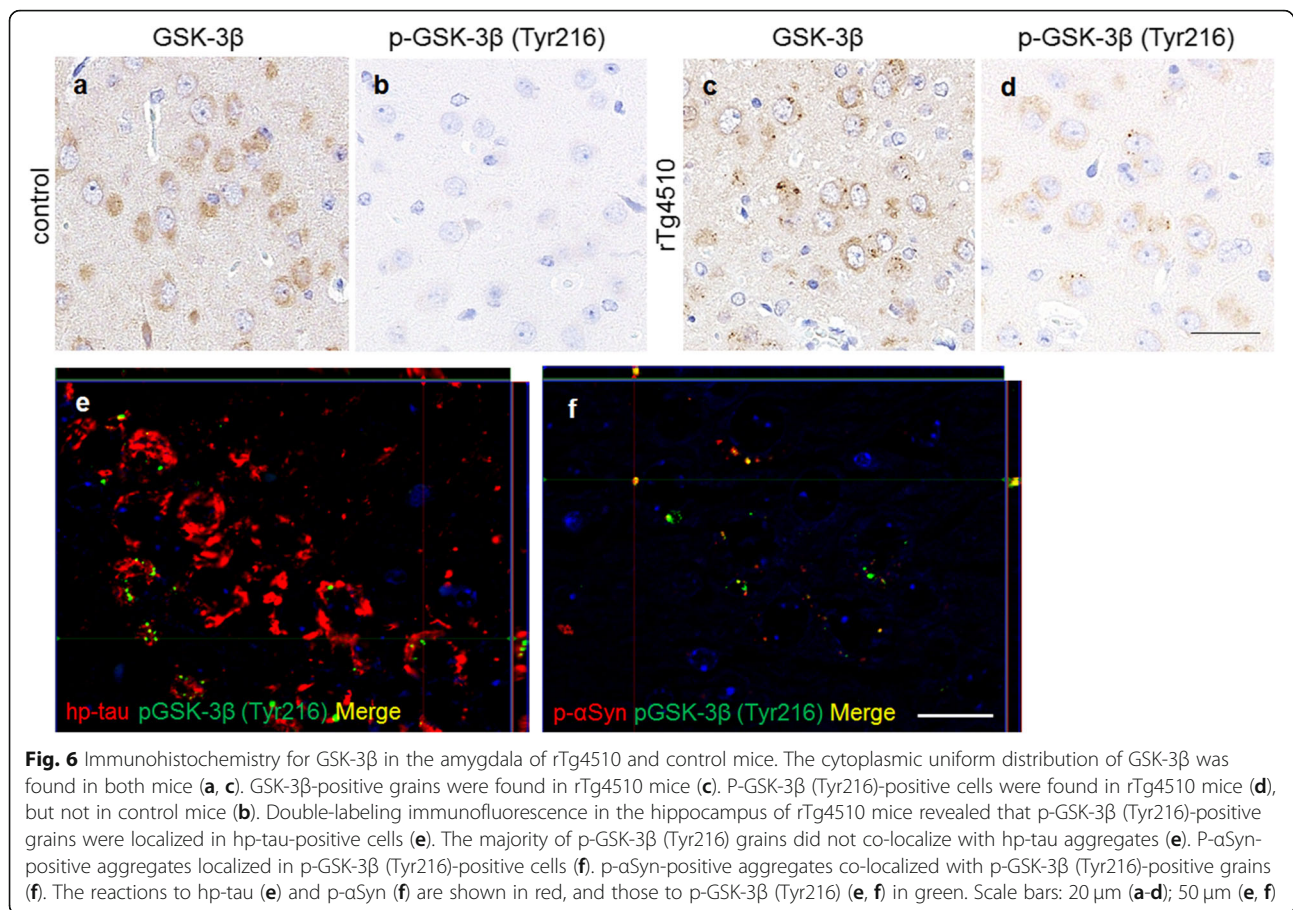 GSK-3β p-GSK-3β (Tyr216) GSK-3β p-GSK-3β (Tyr216)
control a b rTg4510 c d
e f
hp-tau pGSK-3β (Tyr216) Merge p-αSyn pGSK-3β (Tyr216) Merge
Fig. 6 Immunohistochemistry for GSK-3β in the amygdala of rTg4510 and control mice. The cytoplasmic uniform distribution of GSK-3β was
found in both mice (a, c). GSK-3β-positive grains were found in rTg4510 mice (c). P-GSK-3β (Tyr216)-positive cells were found in rTg4510 mice (d),
but not in control mice (b). Double-labeling immunofluorescence in the hippocampus of rTg4510 mice revealed that p-GSK-3β (Tyr216)-positive
grains were localized in hp-tau-positive cells (e). The majority of p-GSK-3β (Tyr216) grains did not co-localize with hp-tau aggregates (e). P-αSyn-
positive aggregates localized in p-GSK-3β (Tyr216)-positive cells (f). p-αSyn-positive aggregates co-localized with p-GSK-3β (Tyr216)-positive grains
(f). The reactions to hp-tau (e) and p-αSyn (f) are shown in red, and those to p-GSK-3β (Tyr216) (e, f) in green. Scale bars: 20 μm (a-d); 50 μm (e, f)